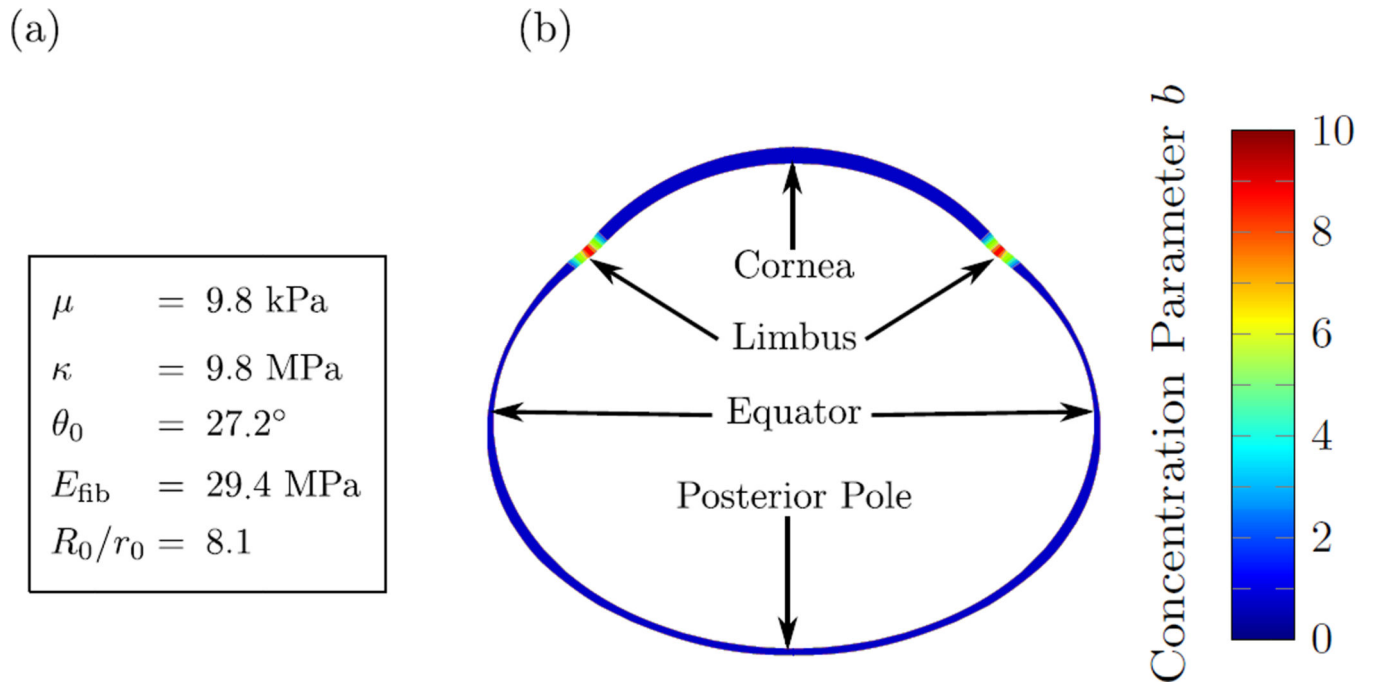 (a)
μ = 9.8 kPa
κ = 9.8 MPa
θ₀ = 27.2°
E_fib = 29.4 MPa
R₀/r₀ = 8.1
(b)
Cornea
Limbus
Equator
Posterior Pole
Concentration Parameter b
10
8
6
4
2
0